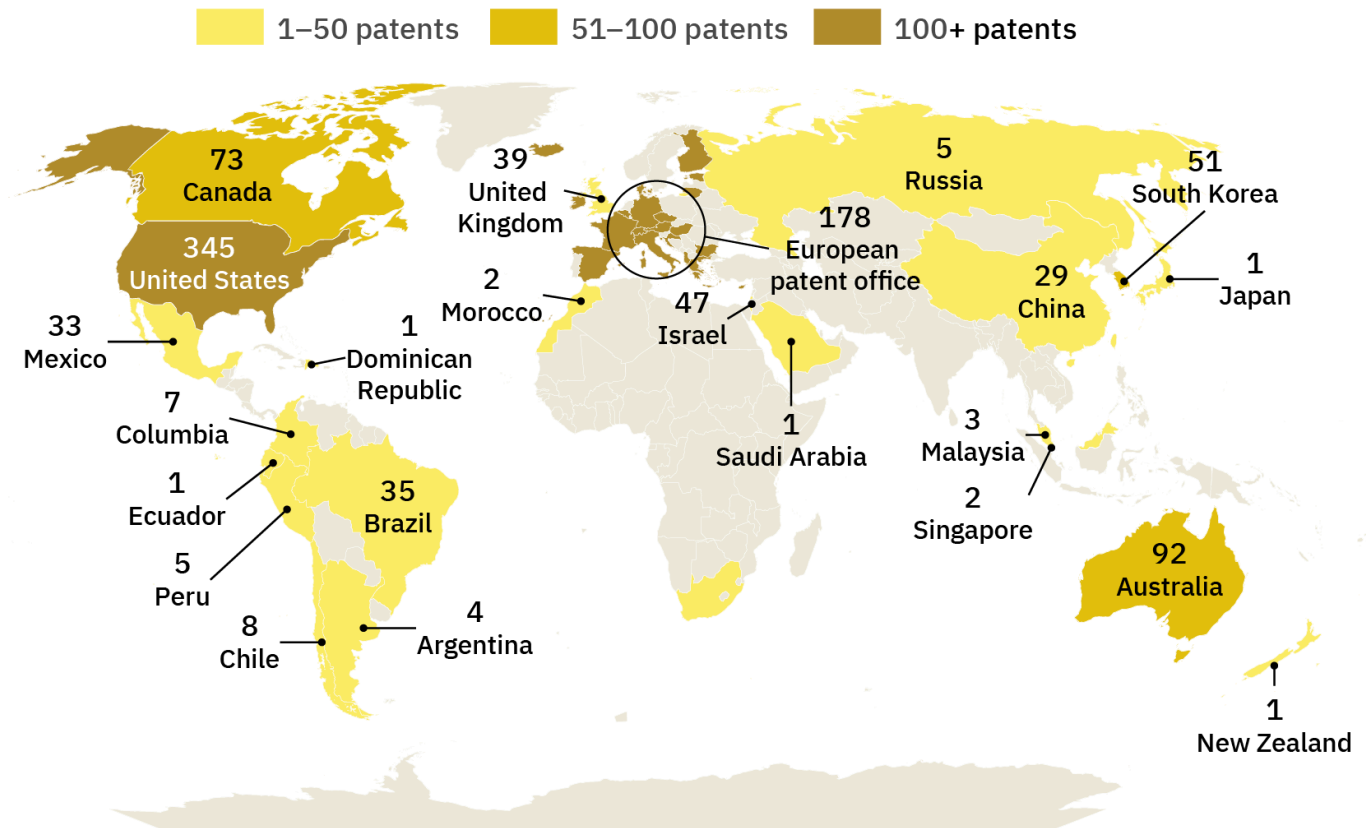 1–50 patents
51–100 patents
100+ patents
73
Canada
345
United States
33
Mexico
1
Dominican
Republic
7
Columbia
1
Ecuador
5
Peru
35
Brazil
8
Chile
4
Argentina
39
United
Kingdom
2
Morocco
178
European
patent office
47
Israel
1
Saudi Arabia
5
Russia
51
South Korea
29
China
1
Japan
3
Malaysia
2
Singapore
92
Australia
1
New Zealand